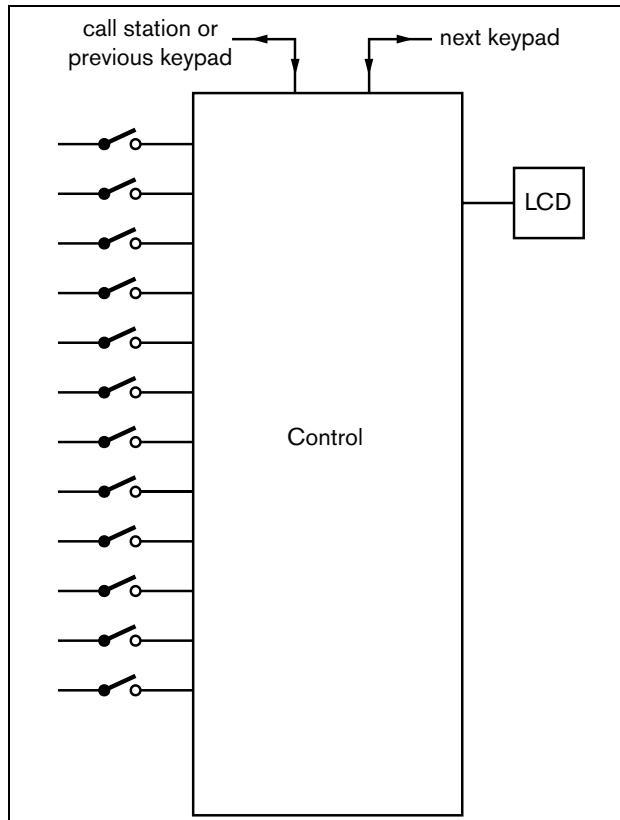 call station or
previous keypad
next keypad
LCD
Control